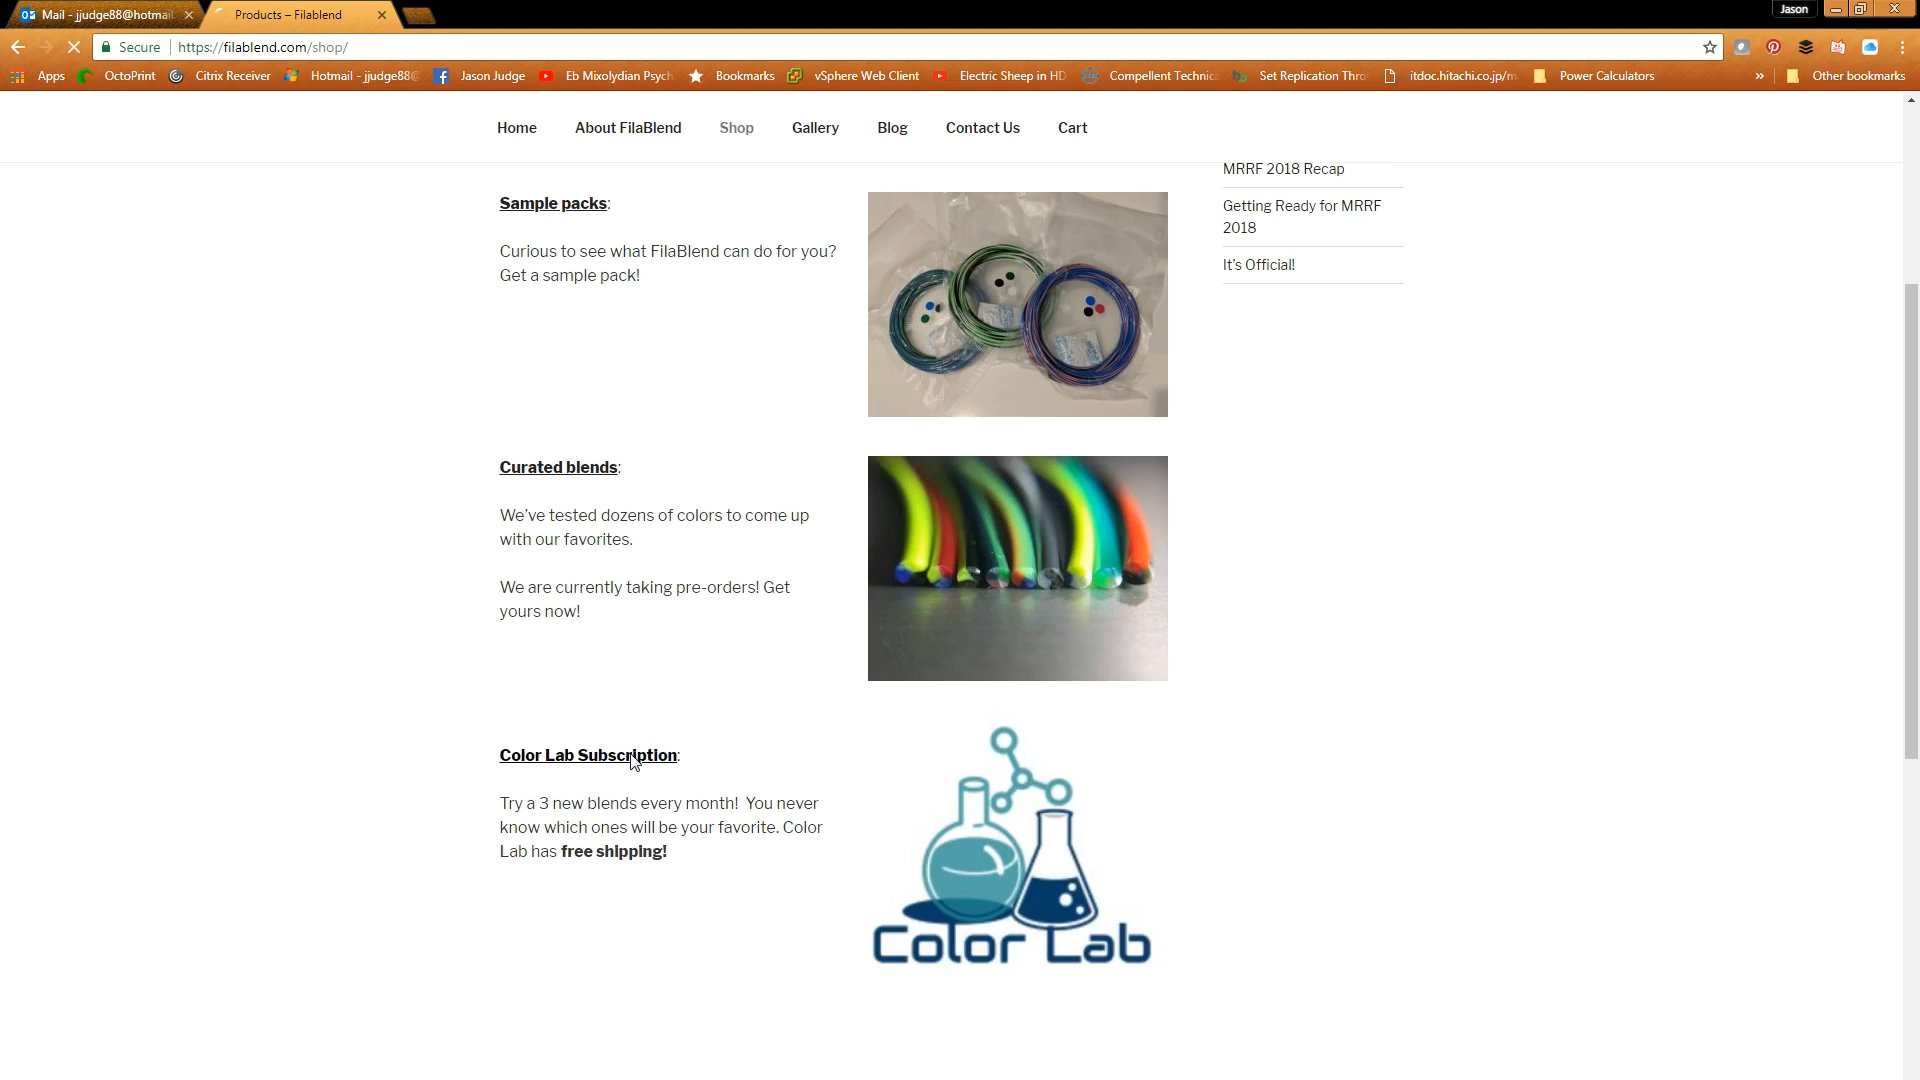 Mail - jjudge88@hotmai
Products – Filablend
Jason
Secure
https://filablend.com/shop/
Apps
OctoPrint
Citrix Receiver
Hotmail - jjudge88@
Jason Judge
Eb Mixolydian Psych
Bookmarks
vSphere Web Client
Electric Sheep in HD
Compellent Technica
Set Replication Thro
itdoc.hitachi.co.jp/m
Power Calculators
»
Other bookmarks
Home
About FilaBlend
Shop
Gallery
Blog
Contact Us
Cart
MRRF 2018 Recap
Getting Ready for MRRF
2018
It's Official!
Sample packs:
Curious to see what FilaBlend can do for you?
Get a sample pack!
Curated blends:
We've tested dozens of colors to come up
with our favorites.
We are currently taking pre-orders! Get
yours now!
Color Lab Subscription:
Try a 3 new blends every month!  You never
know which ones will be your favorite. Color
Lab has free shipping!
Color Lab